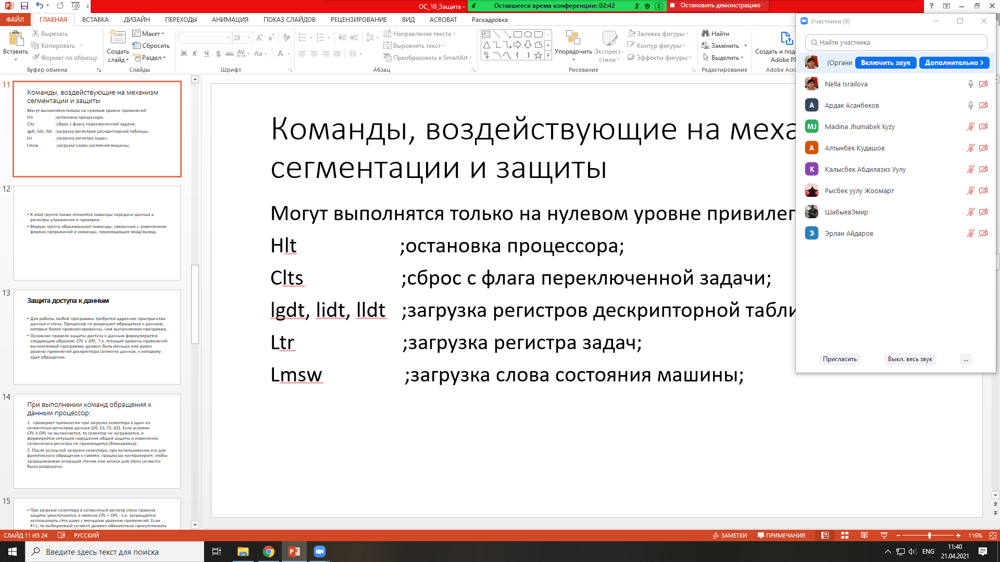 ОС_10_Защита -
Оставшееся время конференции: 02:42
Остановить демонстрацию
ФАЙЛ ГЛАВНАЯ ВСТАВКА ДИЗАЙН ПЕРЕХОДЫ АНИМАЦИЯ ПОКАЗ СЛАЙДОВ РЕЦЕНЗИРОВАНИЕ ВИД ACROBAT Раскадровка
Вставить
Вырезать
Копировать
Формат по образцу
Буфер обмена
Создать слайд
Макет
Сбросить
Раздел
Слайды
28
Ж К Ч S abc AV Aa A
Шрифт
Направление текста
Выровнять текст
Преобразовать в SmartArt
Абзац
Упорядочить
Экспресс-стили
Заливка фигуры
Контур фигуры
Эффекты фигуры
Рисование
Найти
Заменить
Выделить
Редактирование
Создать и под
Adobe PD
Adobe Acro
11
Команды, воздействующие на механизм
сегментации и защиты
Могут выполнятся только на нулевом уровне привилегий:
Hlt ;остановка процессора;
Clts ;сброс с флага переключенной задачи;
lgdt, lidt, lldt ;загрузка регистров дескрипторной таблицы;
Ltr ;загрузка регистра задач;
Lmsw ;загрузка слова состояния машины;
12
• К этой группе также относятся команды передачи данных в
регистры управления и проверки.
• Вторую группу образовывают команды, связанные с изменением
флажка прерываний и команды, производящие ввод/вывод.
13
Защита доступа к данным
• Для работы любой программы требуется адресное пространство
данных и стека. Процессор не разрешает обращаться к данным,
которые более привилегированны, чем выполняемая программа.
• Основное правило защиты доступа к данным формулируется
следующим образом: CPL ≤ DPL. Т.е. текущий уровень привилегий
выполняемой программы должен быть меньше или равен
уровню привилегий дескриптора сегмента данных, к которому
идет обращение.
14
При выполнении команд обращения к
данным процессор:
1. проверяет привилегии при загрузке селектора в один из
сегментных регистров данных (DS, ES, FS, GS). Если условие
CPL ≤ DPL не выполняется, то селектор не загружается, и
формируется ситуация нарушения общей защиты и изменение
сегментного регистра не производится (блокировка).
2. После успешной загрузки селектора, при использовании его для
фактического обращения к памяти, процессор контролирует, чтобы
запрашиваемая операция чтения или записи для этого сегмента
была разрешена.
15
• При загрузке селектора в сегментный регистр стека правила
защиты ужесточаются, а именно CPL = DPL , т.е. запрещается
использовать стек даже с меньшим уровнем привилегий. Если
P=1, то выбираемый сегмент должен обязательно присутствовать
Команды, воздействующие на меха
сегментации и защиты
Могут выполнятся только на нулевом уровне привилег
Hlt ;остановка процессора;
Clts ;сброс с флага переключенной задачи;
lgdt, lidt, lldt ;загрузка регистров дескрипторной табли
Ltr ;загрузка регистра задач;
Lmsw ;загрузка слова состояния машины;
Участники (9)
Найти участника
(Органи
Включить звук
Дополнительно
Nella Israilova
А Ардак Асанбеков
MJ Madina Jhumabek kyzy
А Алтынбек Кудашов
К Калысбек Абдилазиз Уулу
Рысбек уулу Жоомарт
ШабыевЭмир
Э Эрлан Айдаров
Пригласить
Выкл. весь звук
...
СЛАЙД 11 ИЗ 24
РУССКИЙ
ЗАМЕТКИ
ПРИМЕЧАНИЯ
116%
Введите здесь текст для поиска
ENG
11:40
21.04.2021